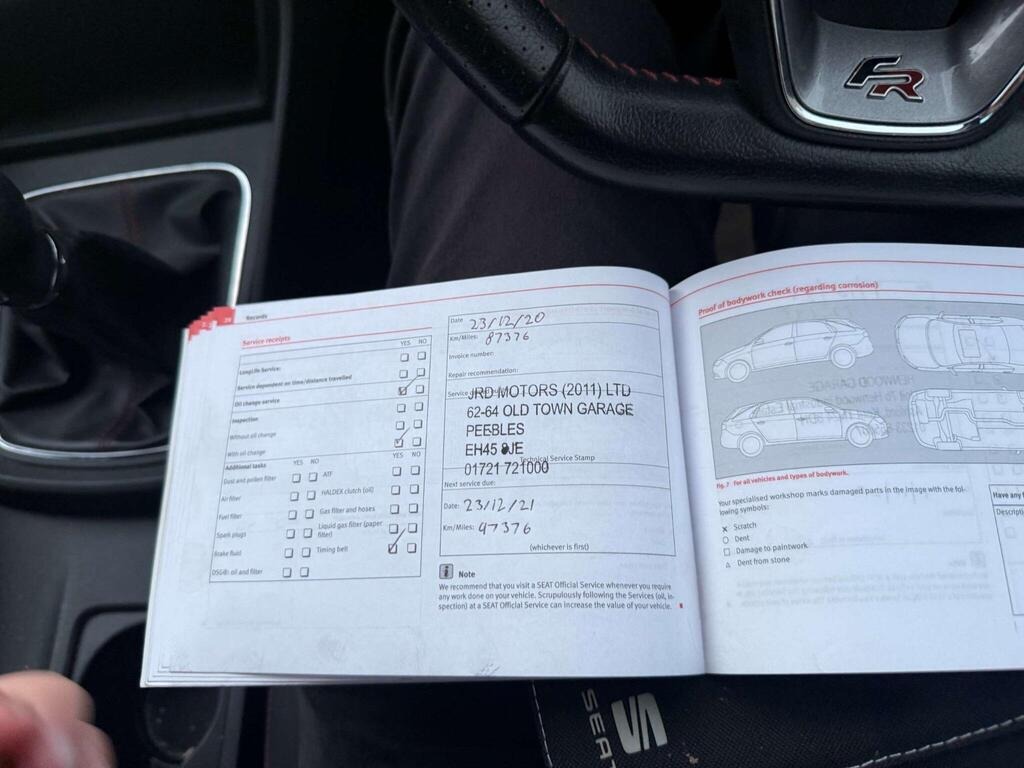 FR
29
Records
Service receipts
YES NO
LongLife Service:
Service dependent on time/distance travelled
Oil change service
Inspection
Without oil change
With oil change
Additional tasks YES NO YES NO
Dust and pollen filter ATF
Air filter HALDEX clutch (oil)
Fuel filter Gas filter and hoses
Spark plugs Liquid gas filter (paper filter)
Brake fluid Timing belt
DSG®: oil and filter
Date 23/12/20
Km/Miles: 87376
Invoice number:
Repair recommendation:
Service
JRD MOTORS (2011) LTD
62-64 OLD TOWN GARAGE
PEEBLES
EH45 JE
Technical Service Stamp
01721 721000
Next service due:
Date: 23/12/21
Km/Miles: 97376
(whichever is first)
i Note
We recommend that you visit a SEAT Official Service whenever you require
any work done on your vehicle. Scrupulously following the Services (oil, in-
spection) at a SEAT Official Service can increase the value of your vehicle.
Proof of bodywork check (regarding corrosion)
Fig. 7 For all vehicles and types of bodywork.
Your specialised workshop marks damaged parts in the image with the fol-
lowing symbols:
x Scratch
○ Dent
□ Damage to paintwork
△ Dent from stone
Have any
SEAT